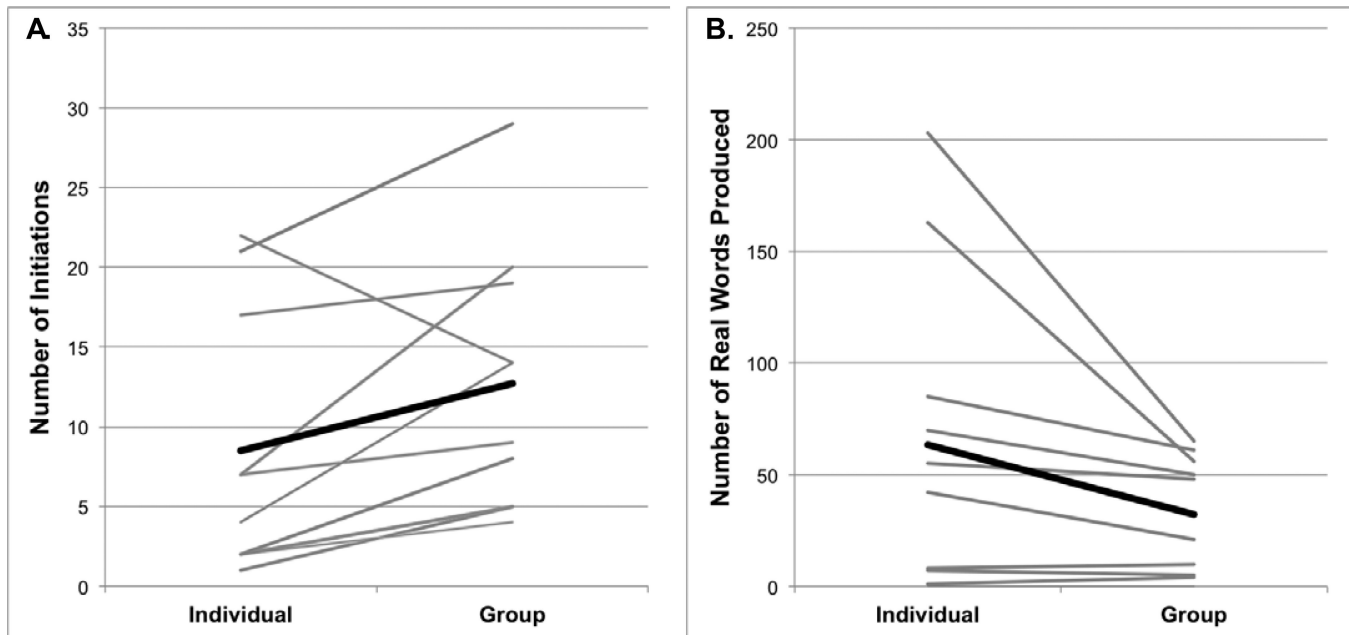 A.
Number of Initiations
35
30
25
20
15
10
5
0
Individual
Group
B.
Number of Real Words Produced
250
200
150
100
50
0
Individual
Group